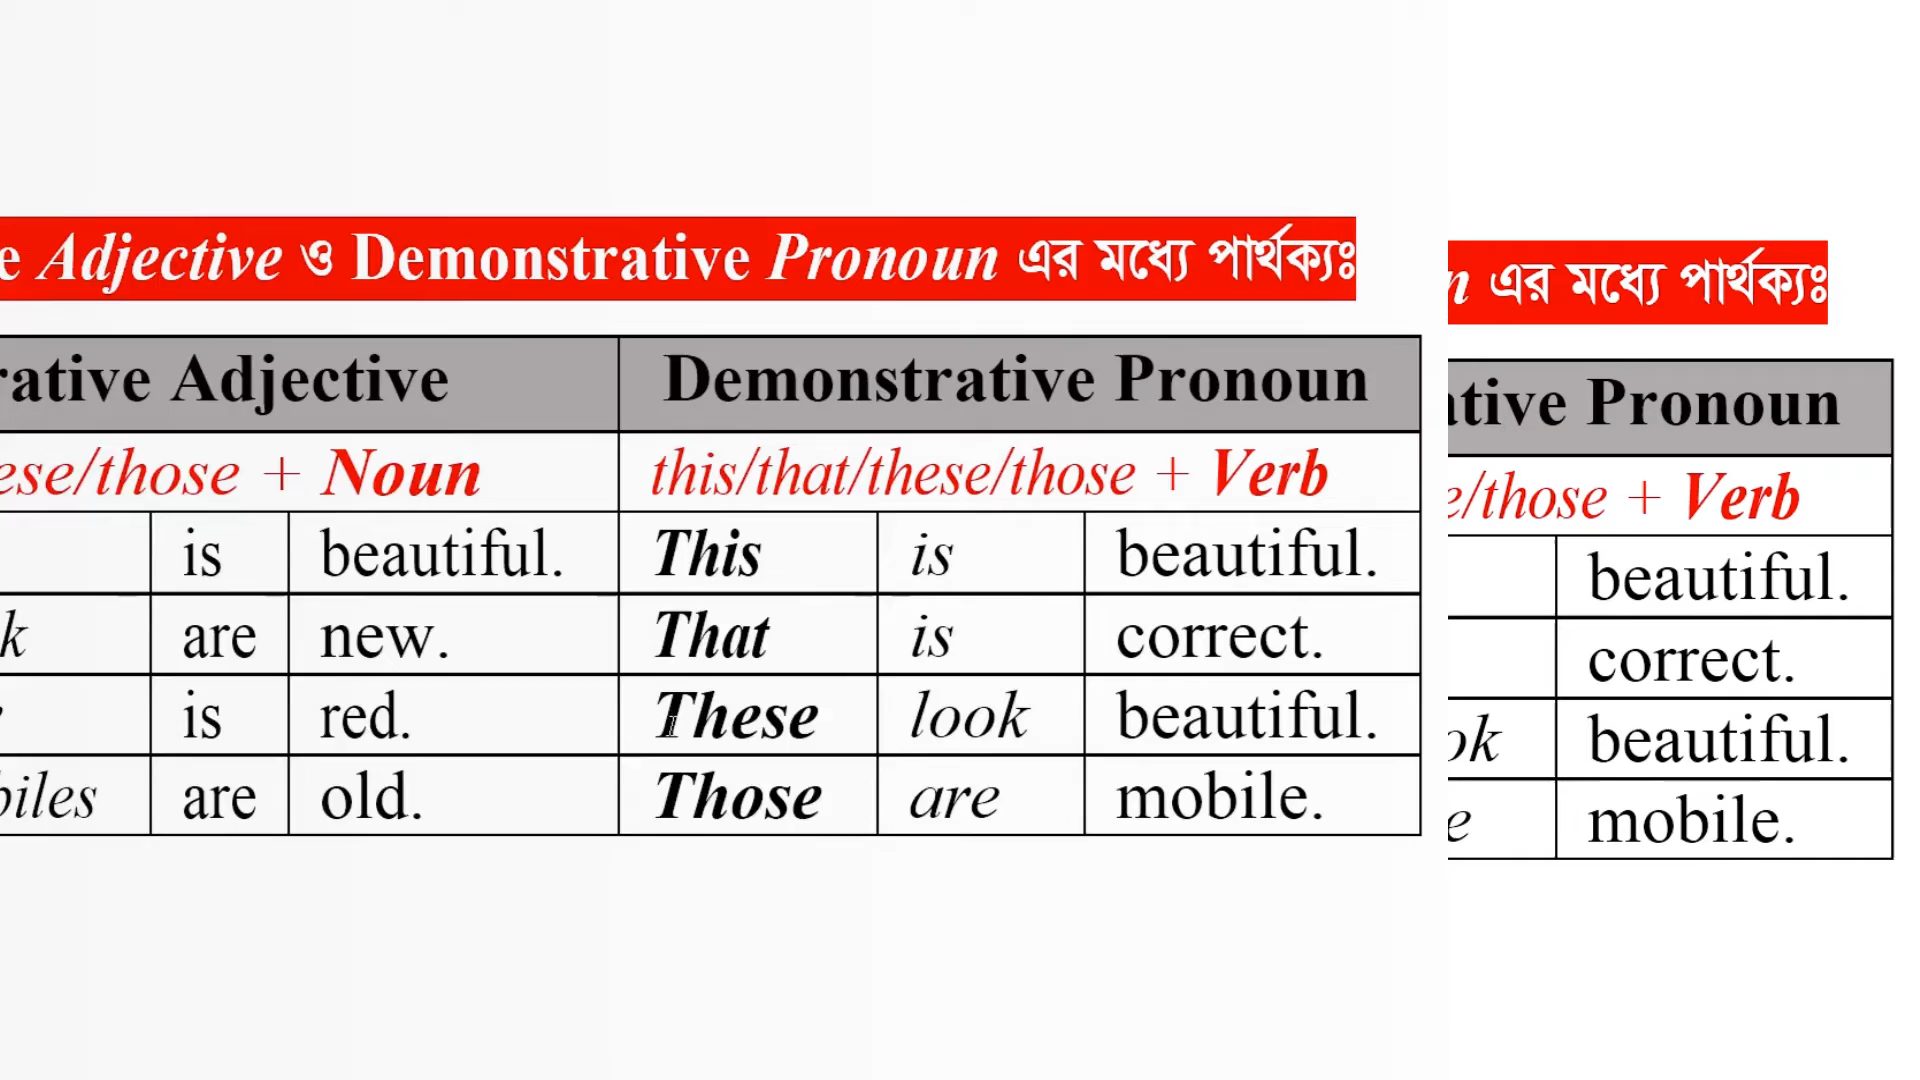 e Adjective ও Demonstrative Pronoun এর মধ্যে পার্থক্যঃ
rative Adjective Demonstrative Pronoun
ese/those + Noun this/that/these/those + Verb
is beautiful. This is beautiful.
k are new. That is correct.
is red. These look beautiful.
biles are old. Those are mobile.
n এর মধ্যে পার্থক্যঃ
ative Pronoun
e/those + Verb
beautiful.
correct.
ok beautiful.
e mobile.